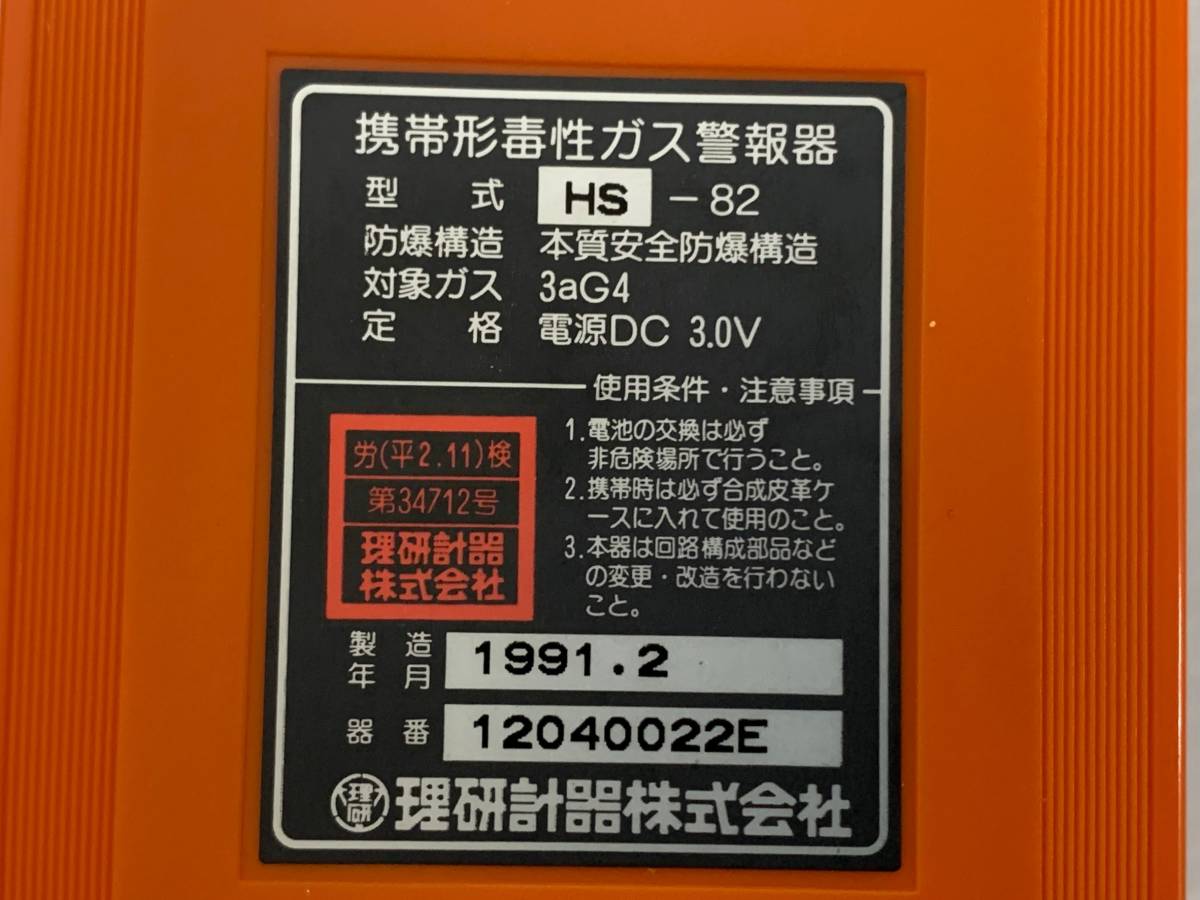 携帯形毒性ガス警報器
型 式 HS -82
防爆構造 本質安全防爆構造
対象ガス 3aG4
定 格 電源DC 3.0V
使用条件・注意事項
労(平2.11)検
第34712号
理研計器
株式会社
1.電池の交換は必ず
非危険場所で行うこと。
2.携帯時は必ず合成皮革ケ
ースに入れて使用のこと。
3.本器は回路構成部品など
の変更・改造を行わない
こと。
製 造
年 月 1991.2
器 番 12040022E
理研 理研計器株式会社